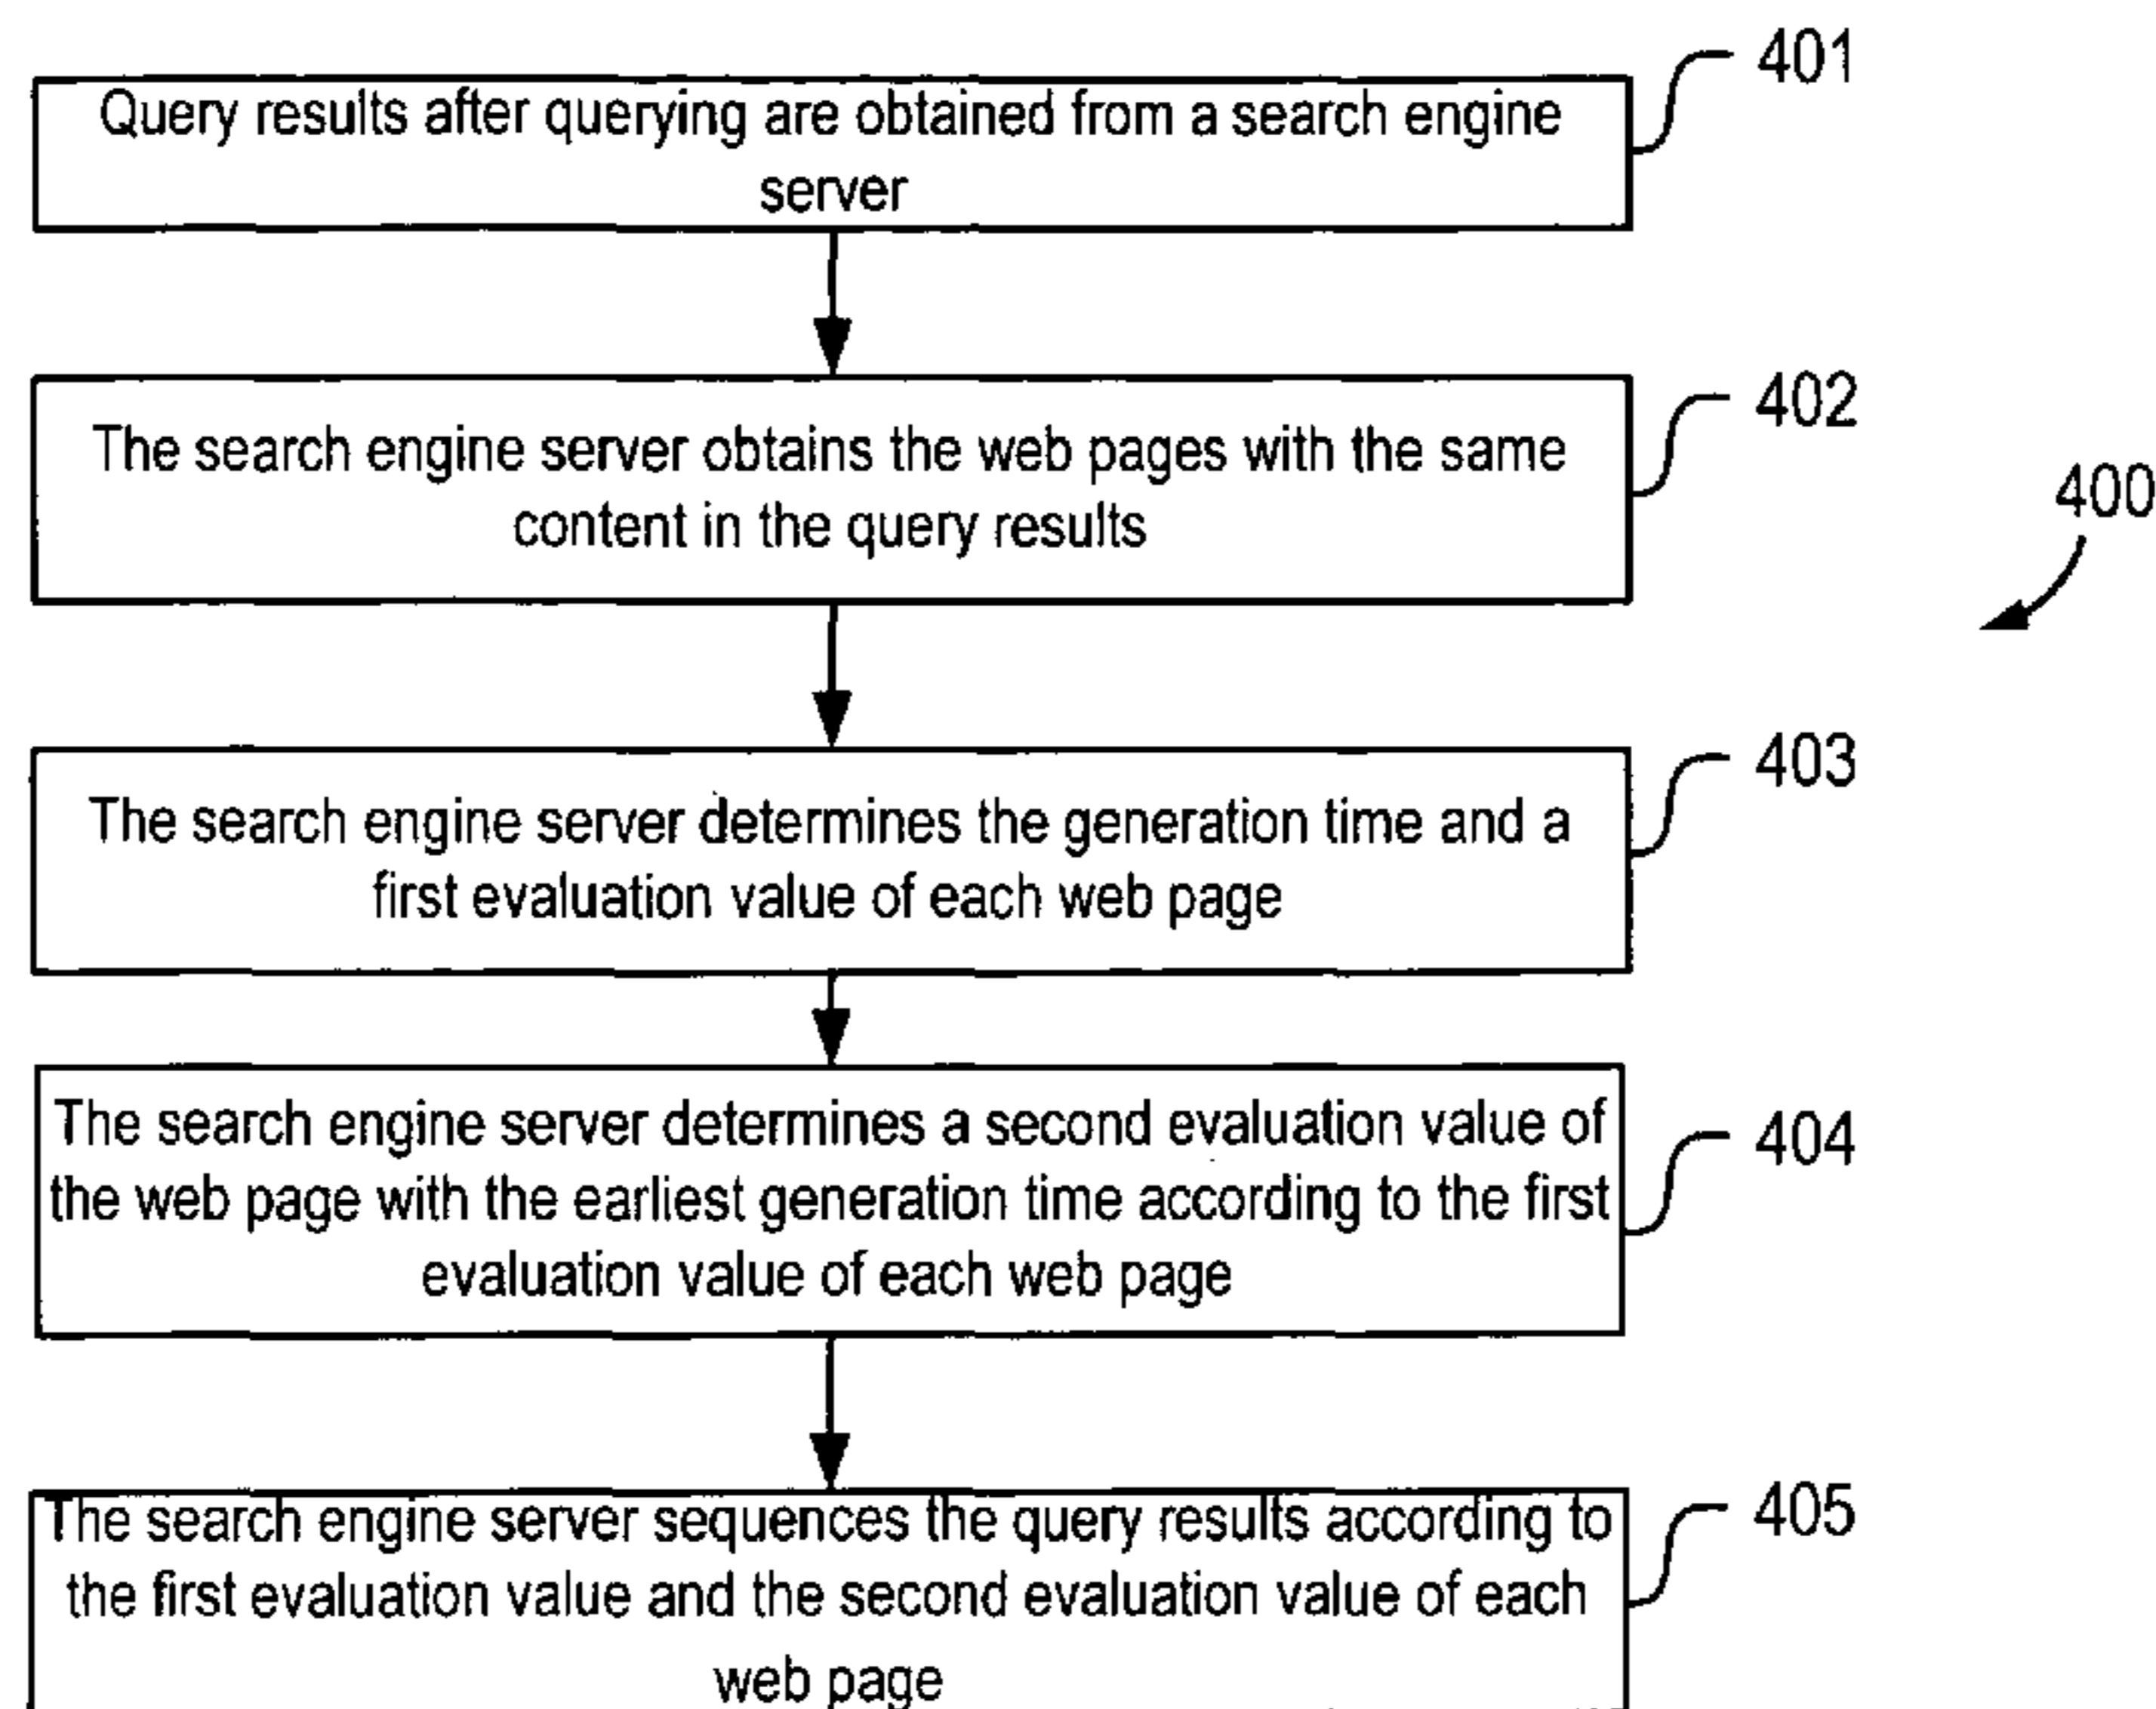 401
Query results after querying are obtained from a search engine
server
402
The search engine server obtains the web pages with the same
content in the query results
400
403
The search engine server determines the generation time and a
first evaluation value of each web page
404
The search engine server determines a second evaluation value of
the web page with the earliest generation time according to the first
evaluation value of each web page
405
The search engine server sequences the query results according to
the first evaluation value and the second evaluation value of each
web page